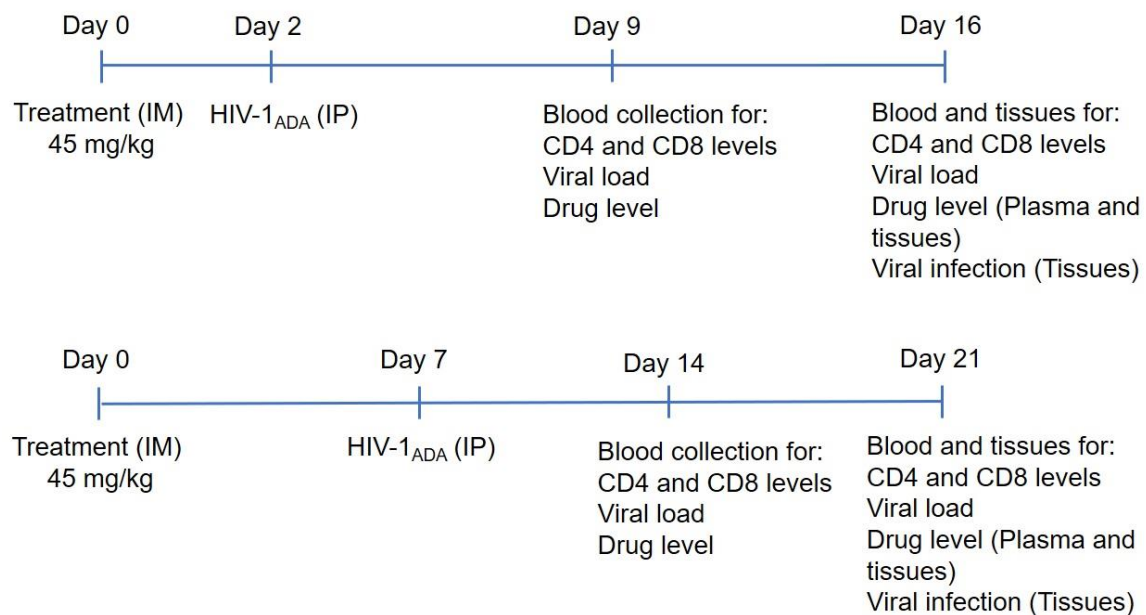 Day 0
Day 2
Day 9
Day 16
Treatment (IM)
45 mg/kg
HIV-1ADA (IP)
Blood collection for:
CD4 and CD8 levels
Viral load
Drug level
Blood and tissues for:
CD4 and CD8 levels
Viral load
Drug level (Plasma and
tissues)
Viral infection (Tissues)
Day 0
Day 7
Day 14
Day 21
Treatment (IM)
45 mg/kg
HIV-1ADA (IP)
Blood collection for:
CD4 and CD8 levels
Viral load
Drug level
Blood and tissues for:
CD4 and CD8 levels
Viral load
Drug level (Plasma and
tissues)
Viral infection (Tissues)